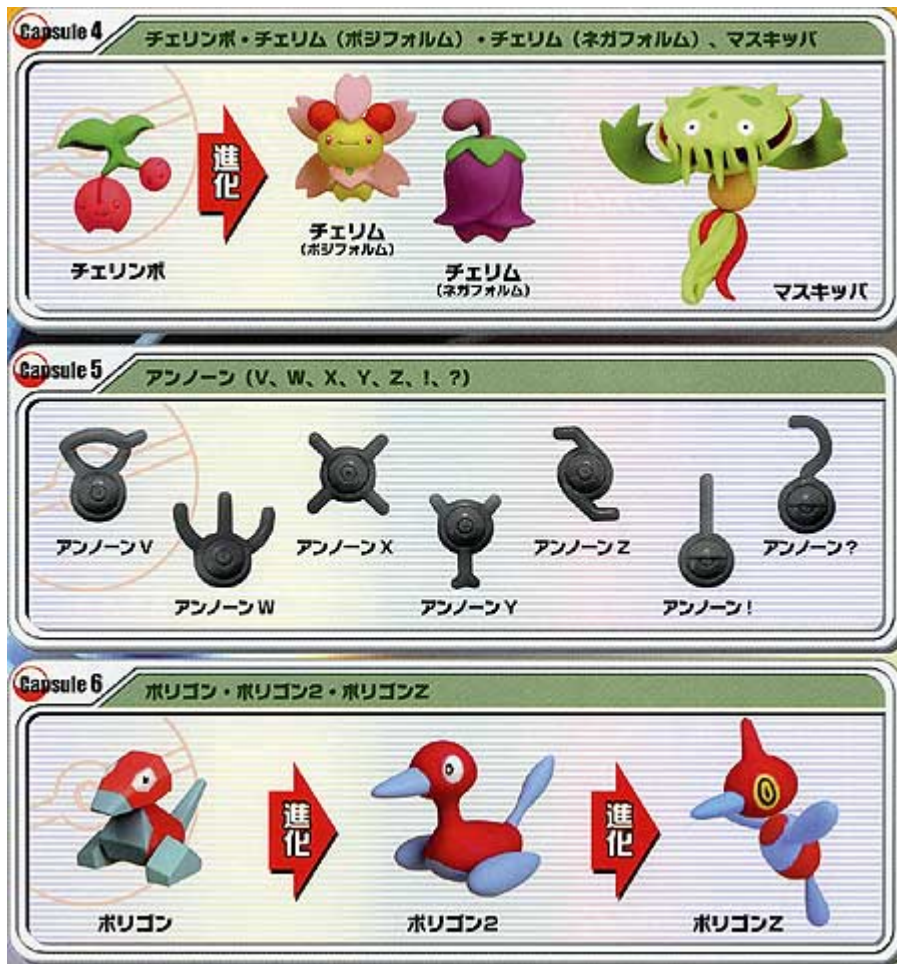 Capsule 4
チェリンボ・チェリム(ポジフォルム)・チェリム(ネガフォルム)、マスキッパ
進化
チェリンボ
チェリム
(ポジフォルム)
チェリム
(ネガフォルム)
マスキッパ
Capsule 5
アンノーン(V、W、X、Y、Z、!、?)
アンノーンV
アンノーンW
アンノーンX
アンノーンY
アンノーンZ
アンノーン!
アンノーン?
Capsule 6
ポリゴン・ポリゴン2・ポリゴンZ
進化
進化
ポリゴン
ポリゴン2
ポリゴンZ